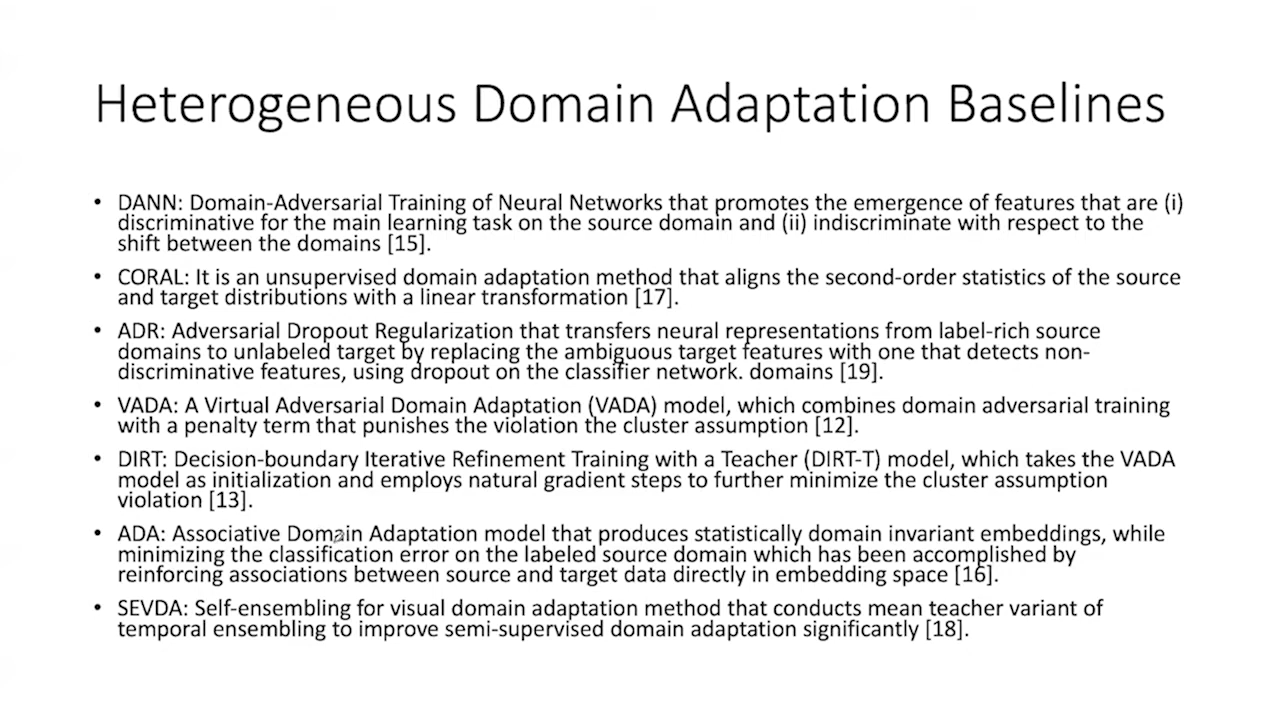 Heterogeneous Domain Adaptation Baselines
• DANN: Domain-Adversarial Training of Neural Networks that promotes the emergence of features that are (i)
discriminative for the main learning task on the source domain and (ii) indiscriminate with respect to the
shift between the domains [15].
• CORAL: It is an unsupervised domain adaptation method that aligns the second-order statistics of the source
and target distributions with a linear transformation [17].
• ADR: Adversarial Dropout Regularization that transfers neural representations from label-rich source
domains to unlabeled target by replacing the ambiguous target features with one that detects non-
discriminative features, using dropout on the classifier network. domains [19].
• VADA: A Virtual Adversarial Domain Adaptation (VADA) model, which combines domain adversarial training
with a penalty term that punishes the violation the cluster assumption [12].
• DIRT: Decision-boundary Iterative Refinement Training with a Teacher (DIRT-T) model, which takes the VADA
model as initialization and employs natural gradient steps to further minimize the cluster assumption
violation [13].
• ADA: Associative Domain Adaptation model that produces statistically domain invariant embeddings, while
minimizing the classification error on the labeled source domain which has been accomplished by
reinforcing associations between source and target data directly in embedding space [16].
• SEVDA: Self-ensembling for visual domain adaptation method that conducts mean teacher variant of
temporal ensembling to improve semi-supervised domain adaptation significantly [18].